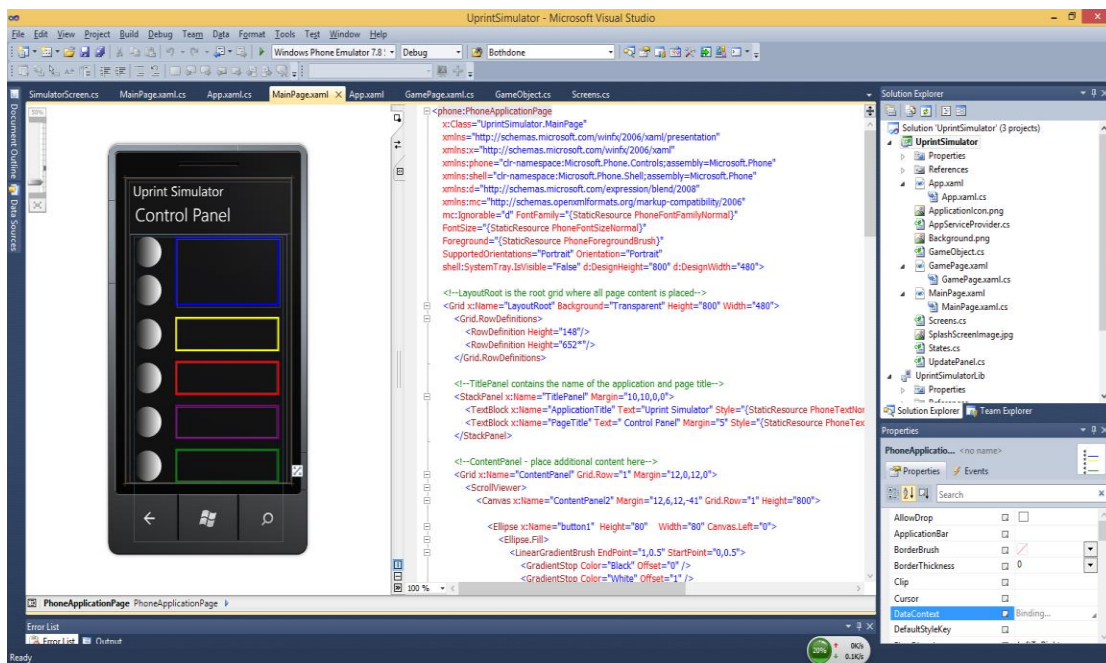 UprintSimulator - Microsoft Visual Studio
File Edit View Project Build Debug Team Data Format Tools Test Window Help
Windows Phone Emulator 7.8 Debug Bothdone
SimulatorScreen.cs MainPage.xaml.cs App.xaml.cs MainPage.xaml App.xaml GamePage.xaml.cs GameObject.cs Screens.cs
Document Outline
Data Sources
Uprint Simulator
Control Panel
<phone:PhoneApplicationPage
x:Class="UprintSimulator.MainPage"
xmlns="http://schemas.microsoft.com/winfx/2006/xaml/presentation"
xmlns:x="http://schemas.microsoft.com/winfx/2006/xaml"
xmlns:phone="clr-namespace:Microsoft.Phone.Controls;assembly=Microsoft.Phone"
xmlns:shell="clr-namespace:Microsoft.Phone.Shell;assembly=Microsoft.Phone"
xmlns:d="http://schemas.microsoft.com/expression/blend/2008"
xmlns:mc="http://schemas.openxmlformats.org/markup-compatibility/2006"
mc:Ignorable="d" FontFamily="{StaticResource PhoneFontFamilyNormal}"
FontSize="{StaticResource PhoneFontSizeNormal}"
Foreground="{StaticResource PhoneForegroundBrush}"
SupportedOrientations="Portrait" Orientation="Portrait"
shell:SystemTray.IsVisible="False" d:DesignHeight="800" d:DesignWidth="480">
<!--LayoutRoot is the root grid where all page content is placed-->
<Grid x:Name="LayoutRoot" Background="Transparent" Height="800" Width="480">
<Grid.RowDefinitions>
<RowDefinition Height="148"/>
<RowDefinition Height="652*"/>
</Grid.RowDefinitions>
<!--TitlePanel contains the name of the application and page title-->
<StackPanel x:Name="TitlePanel" Margin="10,10,0,0">
<TextBlock x:Name="ApplicationTitle" Text="Uprint Simulator" Style="{StaticResource PhoneTextNor
<TextBlock x:Name="PageTitle" Text=" Control Panel" Margin="5" Style="{StaticResource PhoneTex
</StackPanel>
<!--ContentPanel - place additional content here-->
<Grid x:Name="ContentPanel" Grid.Row="1" Margin="12,0,12,0">
<ScrollViewer>
<Canvas x:Name="ContentPanel2" Margin="12,6,12,-41" Grid.Row="1" Height="800">
<Ellipse x:Name="button1" Height="80" Width="80" Canvas.Left="0">
<Ellipse.Fill>
<LinearGradientBrush EndPoint="1,0.5" StartPoint="0,0.5">
<GradientStop Color="Black" Offset="0" />
<GradientStop Color="White" Offset="1" />
100 %
PhoneApplicationPage PhoneApplicationPage
Error List
Error List Output
Ready
28% 0K/s
0.1K/s
Solution Explorer
Solution 'UprintSimulator' (3 projects)
UprintSimulator
Properties
References
App.xaml
App.xaml.cs
ApplicationIcon.png
AppServiceProvider.cs
Background.png
GameObject.cs
GamePage.xaml
GamePage.xaml.cs
MainPage.xaml
MainPage.xaml.cs
Screens.cs
SplashScreenImage.jpg
States.cs
UpdatePanel.cs
UprintSimulatorLib
Properties
Solution Explorer Team Explorer
Properties
PhoneApplicatio... <no name>
Properties Events
Search
AllowDrop
ApplicationBar
BorderBrush
BorderThickness 0
Clip
Cursor
DataContext Binding...
DefaultStyleKey